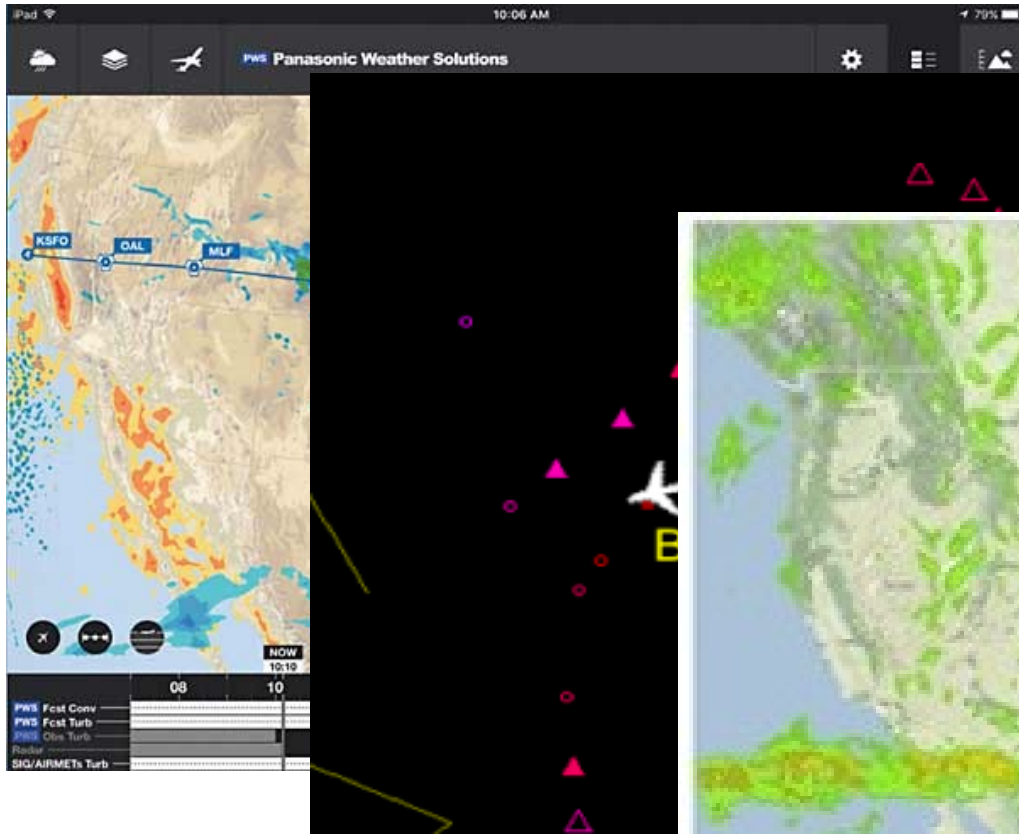 iPad 10:06 AM 79%
PWS Panasonic Weather Solutions
KSFO
OAL
MLF
B
NOW
10:10
08 10
PWS Fcst Conv
PWS Fcst Turb
PWS Obs Turb
Radar
SIG/AIRMETs Turb